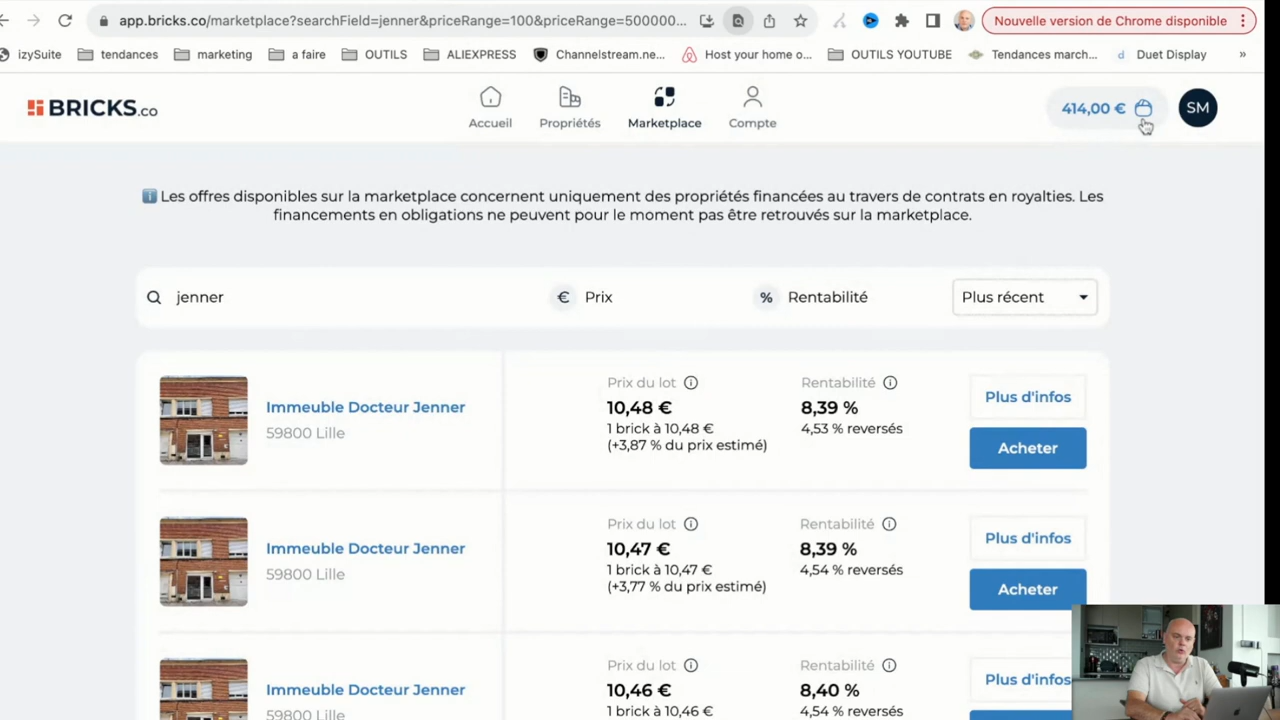 app.bricks.co/marketplace?searchField=jenner&priceRange=100&priceRange=500000...
Nouvelle version de Chrome disponible
izySuite tendances marketing a faire OUTILS ALIEXPRESS Channelstream.ne... Host your home o... OUTILS YOUTUBE Tendances march... Duet Display »
BRICKS.co
Accueil Propriétés Marketplace Compte
414,00 € SM
Les offres disponibles sur la marketplace concernent uniquement des propriétés financées au travers de contrats en royalties. Les
financements en obligations ne peuvent pour le moment pas être retrouvés sur la marketplace.
jenner € Prix % Rentabilité Plus récent
Immeuble Docteur Jenner
59800 Lille
Prix du lot
10,48 €
1 brick à 10,48 €
(+3,87 % du prix estimé)
Rentabilité
8,39 %
4,53 % reversés
Plus d'infos
Acheter
Immeuble Docteur Jenner
59800 Lille
Prix du lot
10,47 €
1 brick à 10,47 €
(+3,77 % du prix estimé)
Rentabilité
8,39 %
4,54 % reversés
Plus d'infos
Acheter
Immeuble Docteur Jenner
59800 Lille
Prix du lot
10,46 €
1 brick à 10,46 €
Rentabilité
8,40 %
4,54 % reversés
Plus d'infos